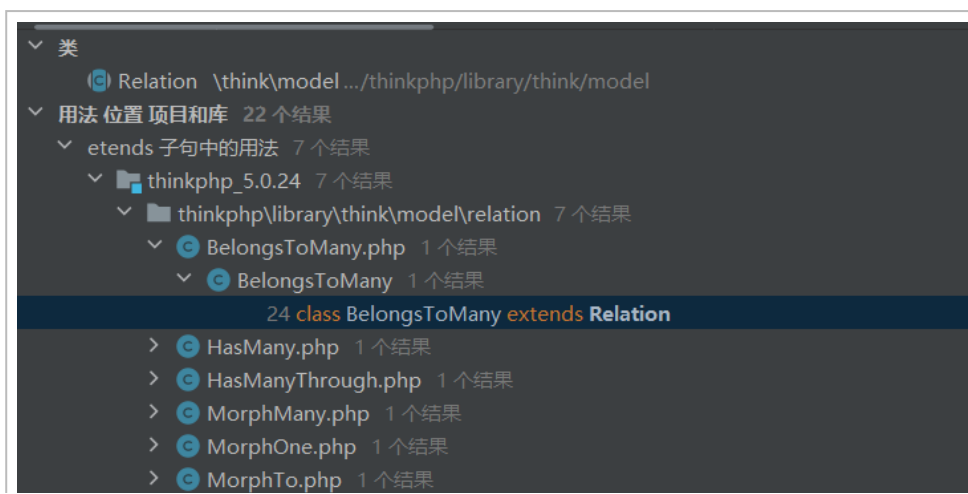 类
Relation \think\model .../thinkphp/library/think/model
用法 位置 项目和库 22 个结果
etends 子句中的用法 7 个结果
thinkphp_5.0.24 7 个结果
thinkphp\library\think\model\relation 7 个结果
BelongsToMany.php 1 个结果
BelongsToMany 1 个结果
24 class BelongsToMany extends Relation
HasMany.php 1 个结果
HasManyThrough.php 1 个结果
MorphMany.php 1 个结果
MorphOne.php 1 个结果
MorphTo.php 1 个结果